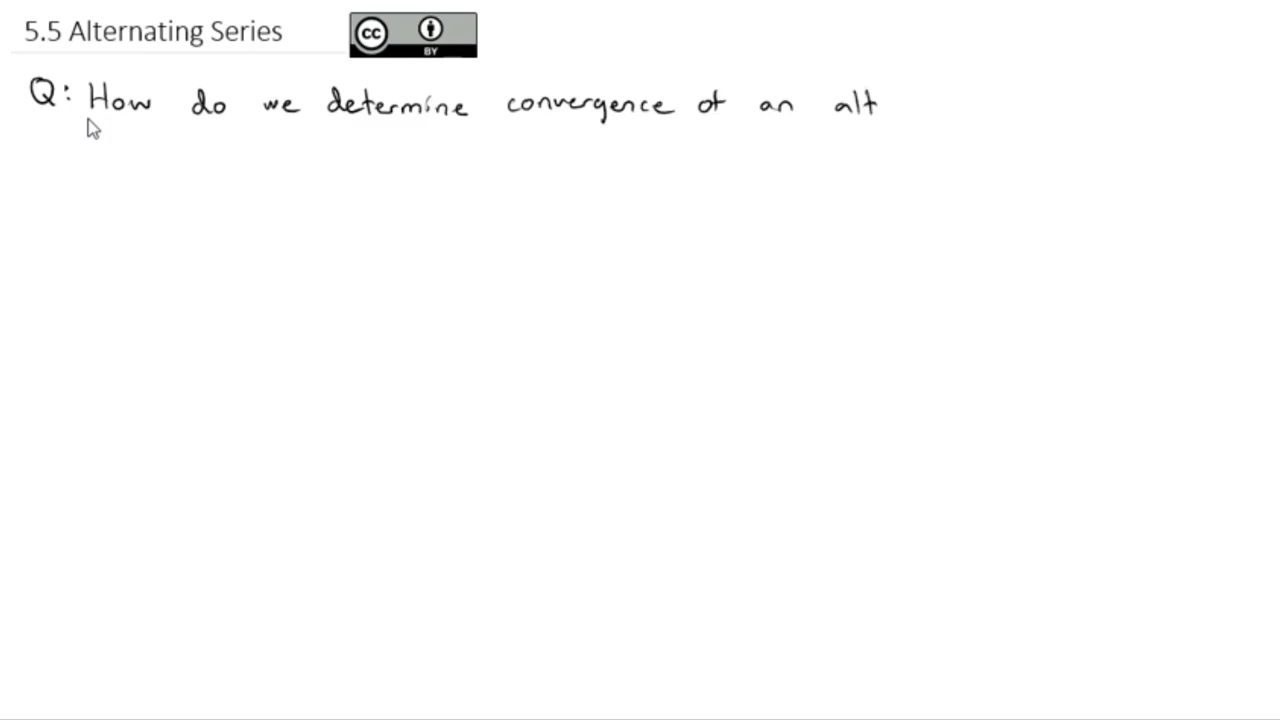 5.5 Alternating Series
cc BY
Q: How do we determine convergence of an alt